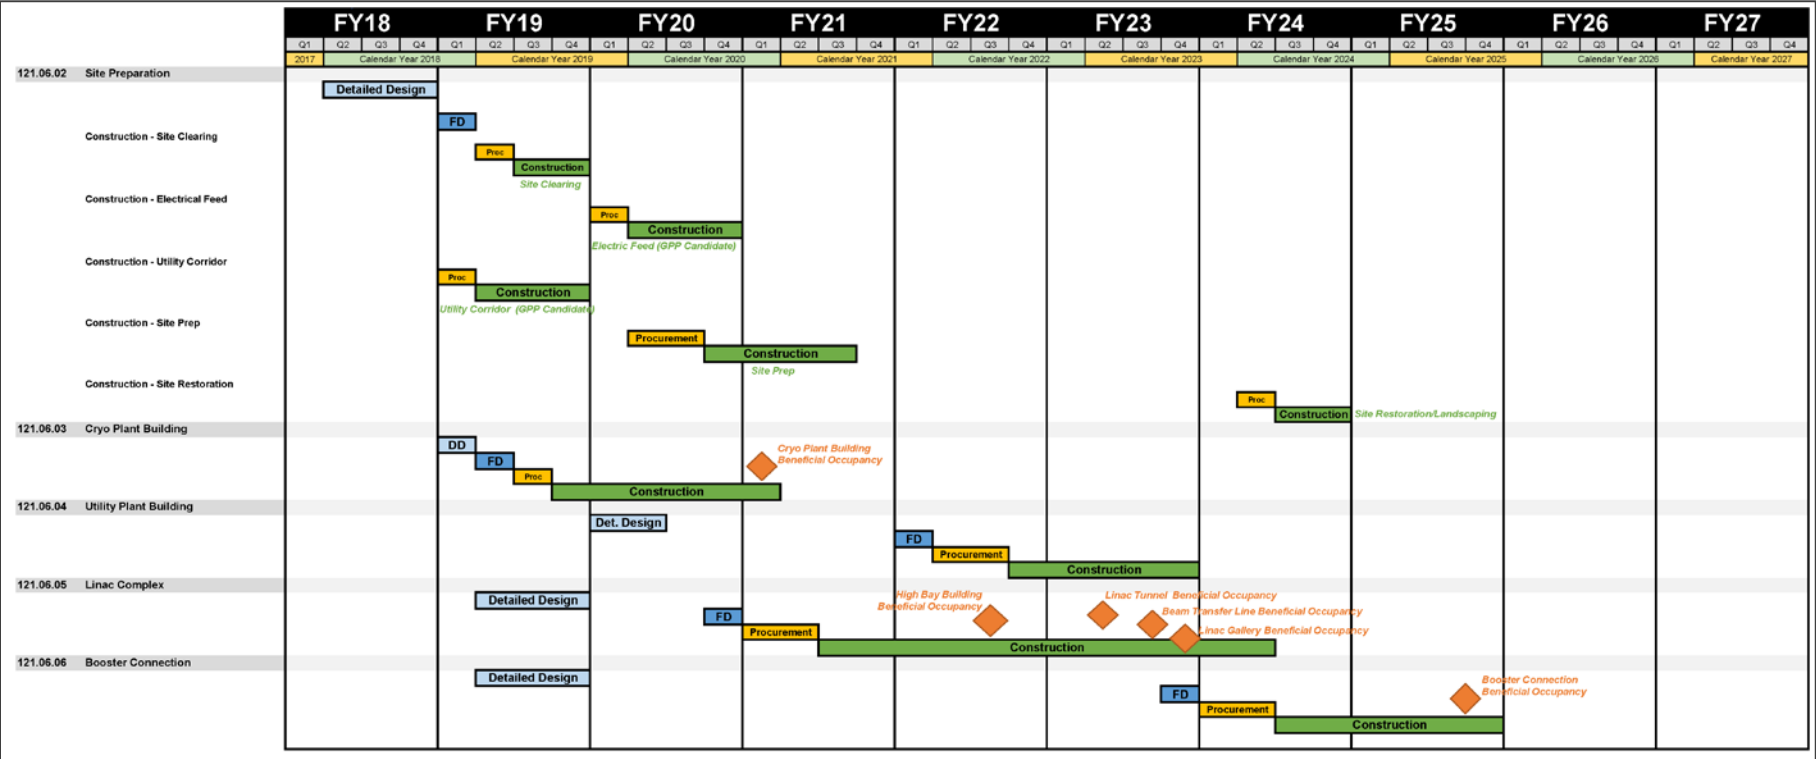 FY18 FY19 FY20 FY21 FY22 FY23 FY24 FY25 FY26 FY27
Q1 Q2 Q3 Q4 Q1 Q2 Q3 Q4 Q1 Q2 Q3 Q4 Q1 Q2 Q3 Q4 Q1 Q2 Q3 Q4 Q1 Q2 Q3 Q4 Q1 Q2 Q3 Q4 Q1 Q2 Q3 Q4 Q1 Q2 Q3 Q4 Q1 Q2 Q3 Q4
2017 Calendar Year 2018 Calendar Year 2019 Calendar Year 2020 Calendar Year 2021 Calendar Year 2022 Calendar Year 2023 Calendar Year 2024 Calendar Year 2025 Calendar Year 2026 Calendar Year 2027
121.06.02 Site Preparation
Detailed Design
FD
Construction - Site Clearing
Proc
Construction
Site Clearing
Construction - Electrical Feed
Proc
Construction
Electric Feed (GPP Candidate)
Construction - Utility Corridor
Proc
Construction
Utility Corridor (GPP Candidate)
Construction - Site Prep
Procurement
Construction
Site Prep
Construction - Site Restoration
Proc
Construction Site Restoration/Landscaping
121.06.03 Cryo Plant Building
DD
Cryo Plant Building
Beneficial Occupancy
FD
Proc
Construction
121.06.04 Utility Plant Building
Det. Design
FD
Procurement
Construction
121.06.05 Linac Complex
Detailed Design
High Bay Building
Beneficial Occupancy
Linac Tunnel Beneficial Occupancy
Beam Transfer Line Beneficial Occupancy
FD
Linac Gallery Beneficial Occupancy
Procurement
Construction
121.06.06 Booster Connection
Detailed Design
Booster Connection
Beneficial Occupancy
FD
Procurement
Construction